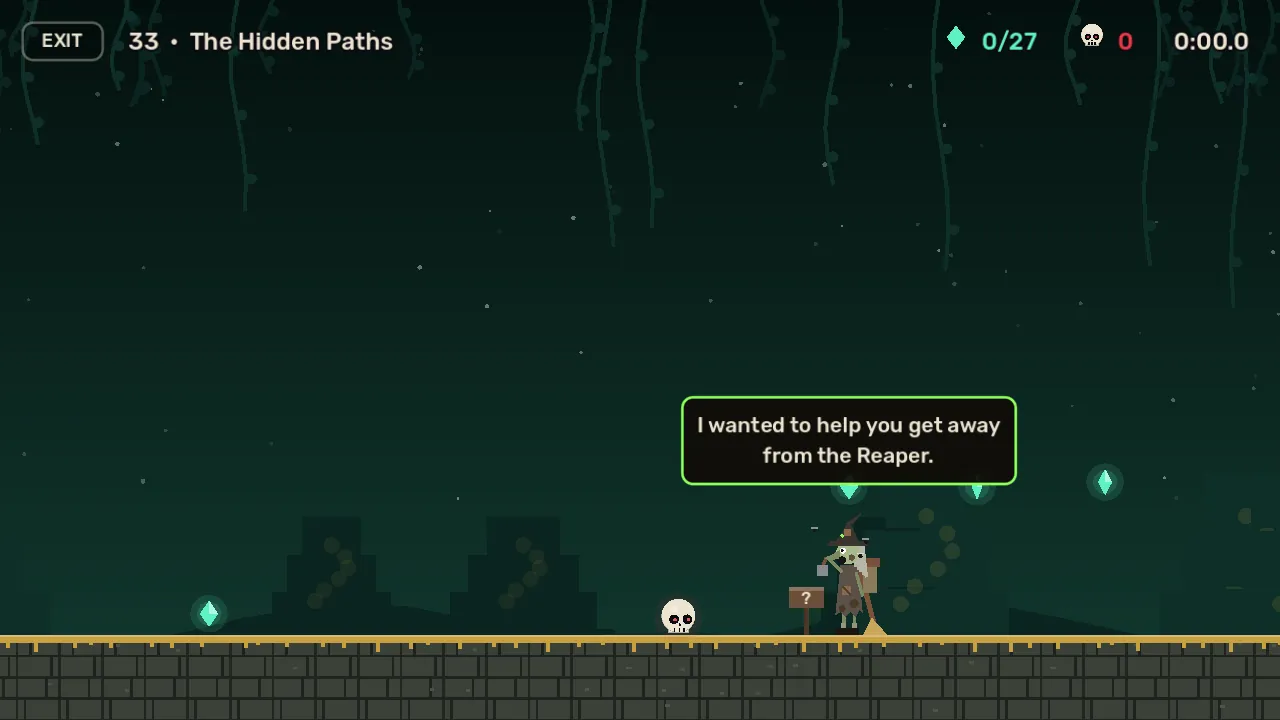 EXIT
33 • The Hidden Paths
0/27
0
0:00.0
I wanted to help you get away
from the Reaper.
?